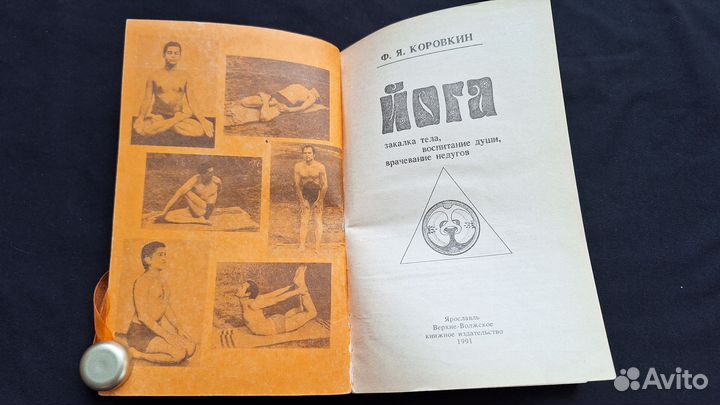 Ф. Я. КОРОВКИН
йога
закалка тела,
воспитание души,
врачевание недугов
Ярославль
Верхне-Волжское
книжное издательство
1991
Avito